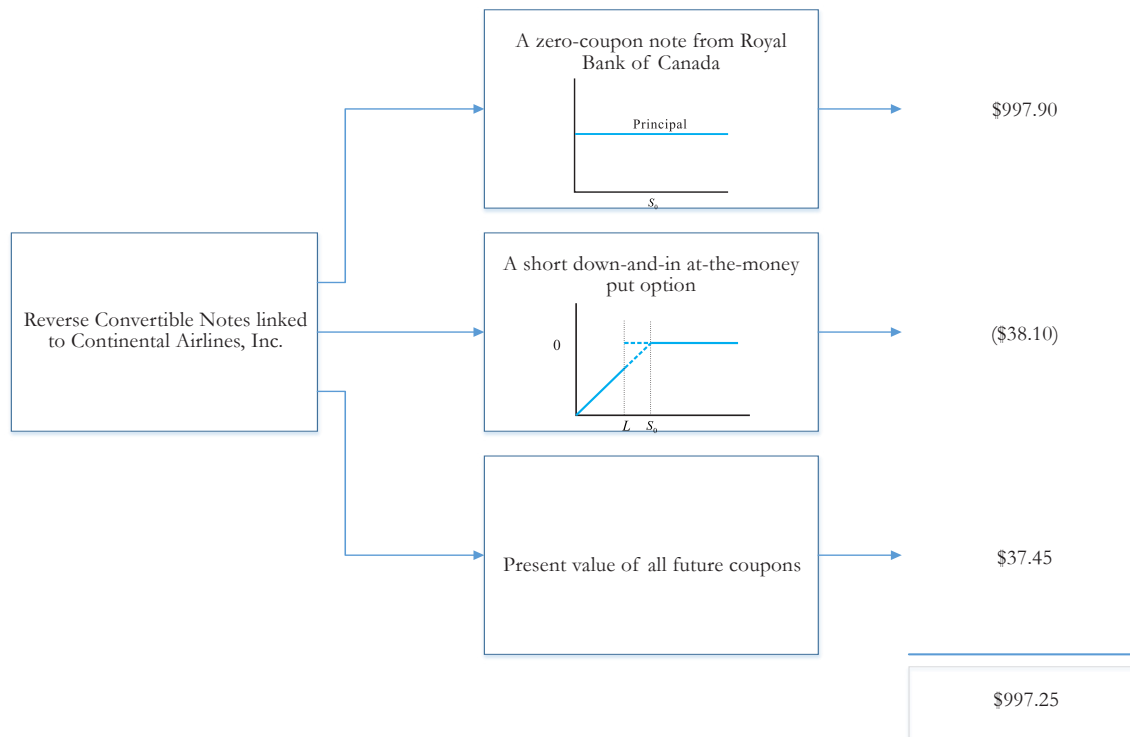 A zero-coupon note from Royal
Bank of Canada
Principal
S₀
$997.90
Reverse Convertible Notes linked
to Continental Airlines, Inc.
A short down-and-in at-the-money
put option
0
L S₀
($38.10)
Present value of all future coupons
$37.45
$997.25